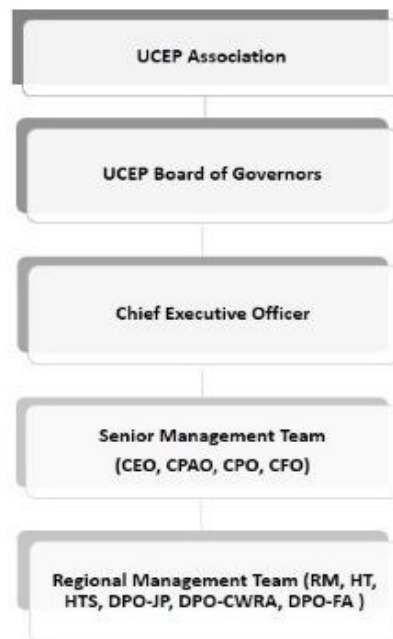 UCEP Association
UCEP Board of Governors
Chief Executive Officer
Senior Management Team
(CEO, CPAO, CPO, CFO)
Regional Management Team (RM, HT,
HTS, DPO-JP, DPO-CWRA, DPO-FA )